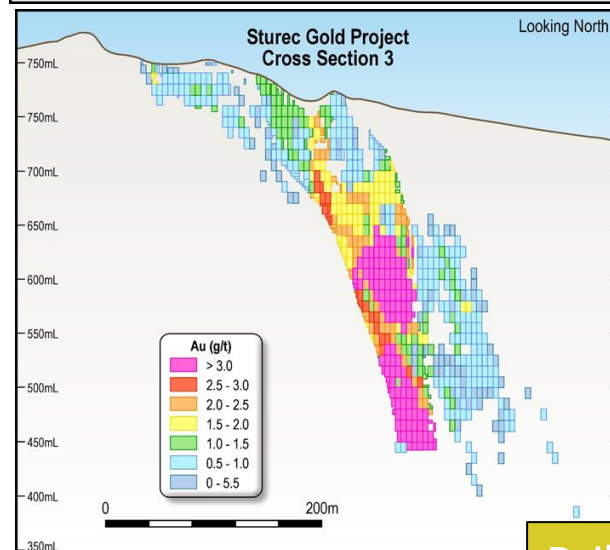 Looking North
Sturec Gold Project
Cross Section 3
750mL
750mL
700mL
650mL
600mL
550mL
500mL
450mL
400mL
350mL
Au (g/t)
> 3.0
2.5 - 3.0
2.0 - 2.5
1.5 - 2.0
1.0 - 1.5
0.5 - 1.0
0 - 5.5
0
200m